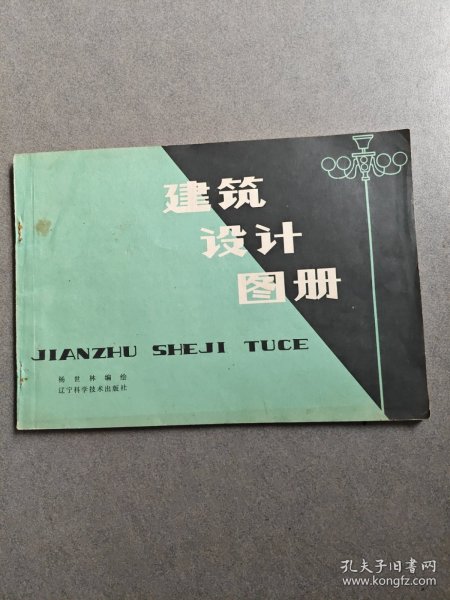 建筑
设计
图册
JIANZHU SHEJI TUCE
杨世林编绘
辽宁科学技术出版社
孔夫子旧书网
www.kongfz.com